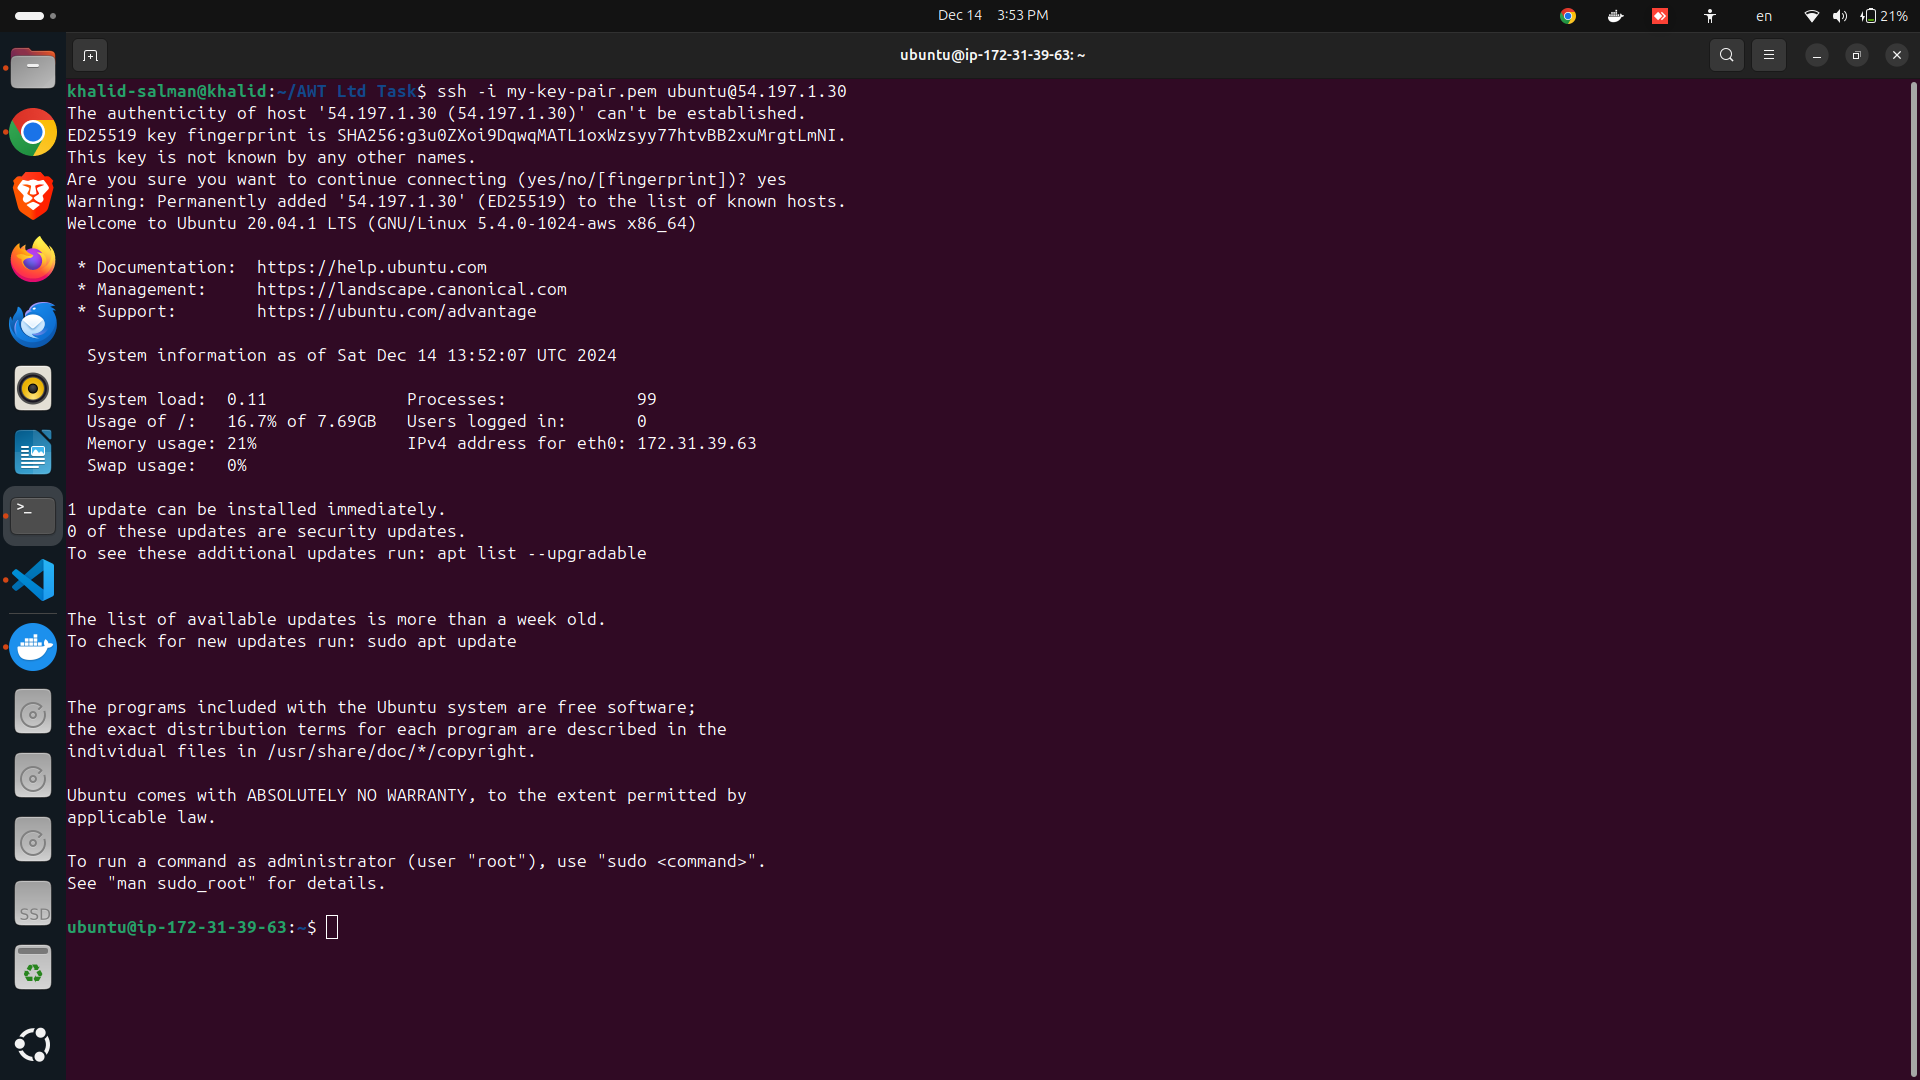 Dec 14 3:53 PM
en
21%
ubuntu@ip-172-31-39-63: ~
khalid-salman@khalid:~/AWT Ltd Task$ ssh -i my-key-pair.pem ubuntu@54.197.1.30
The authenticity of host '54.197.1.30 (54.197.1.30)' can't be established.
ED25519 key fingerprint is SHA256:g3u0ZXoi9DqwqMATL1oxWzsyy77htvBB2xuMrgtLmNI.
This key is not known by any other names.
Are you sure you want to continue connecting (yes/no/[fingerprint])? yes
Warning: Permanently added '54.197.1.30' (ED25519) to the list of known hosts.
Welcome to Ubuntu 20.04.1 LTS (GNU/Linux 5.4.0-1024-aws x86_64)
* Documentation: https://help.ubuntu.com
* Management: https://landscape.canonical.com
* Support: https://ubuntu.com/advantage
System information as of Sat Dec 14 13:52:07 UTC 2024
System load: 0.11 Processes: 99
Usage of /: 16.7% of 7.69GB Users logged in: 0
Memory usage: 21% IPv4 address for eth0: 172.31.39.63
Swap usage: 0%
1 update can be installed immediately.
0 of these updates are security updates.
To see these additional updates run: apt list --upgradable
The list of available updates is more than a week old.
To check for new updates run: sudo apt update
The programs included with the Ubuntu system are free software;
the exact distribution terms for each program are described in the
individual files in /usr/share/doc/*/copyright.
Ubuntu comes with ABSOLUTELY NO WARRANTY, to the extent permitted by
applicable law.
To run a command as administrator (user "root"), use "sudo <command>".
See "man sudo_root" for details.
ubuntu@ip-172-31-39-63:~$
>_
SSD